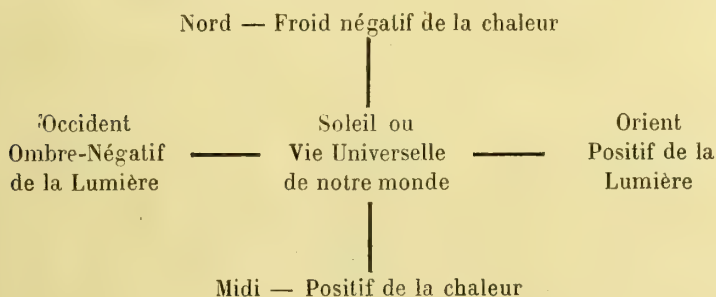 Nord — Froid négatif de la chaleur
Occident
Ombre-Négatif
de la Lumière
Soleil ou
Vie Universelle
de notre monde
Orient
Positif de la
Lumière
Midi — Positif de la chaleur